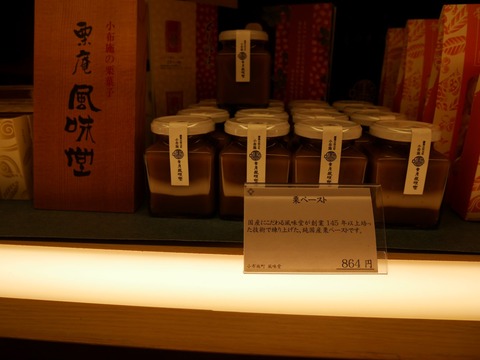 小布施の栗菓子
栗庵
風味堂
栗ペースト
国産にこだわる風味堂が創業145年以上培っ
た技術で練り上げた、純国産栗ペーストです。
小布施町 風味堂
864円